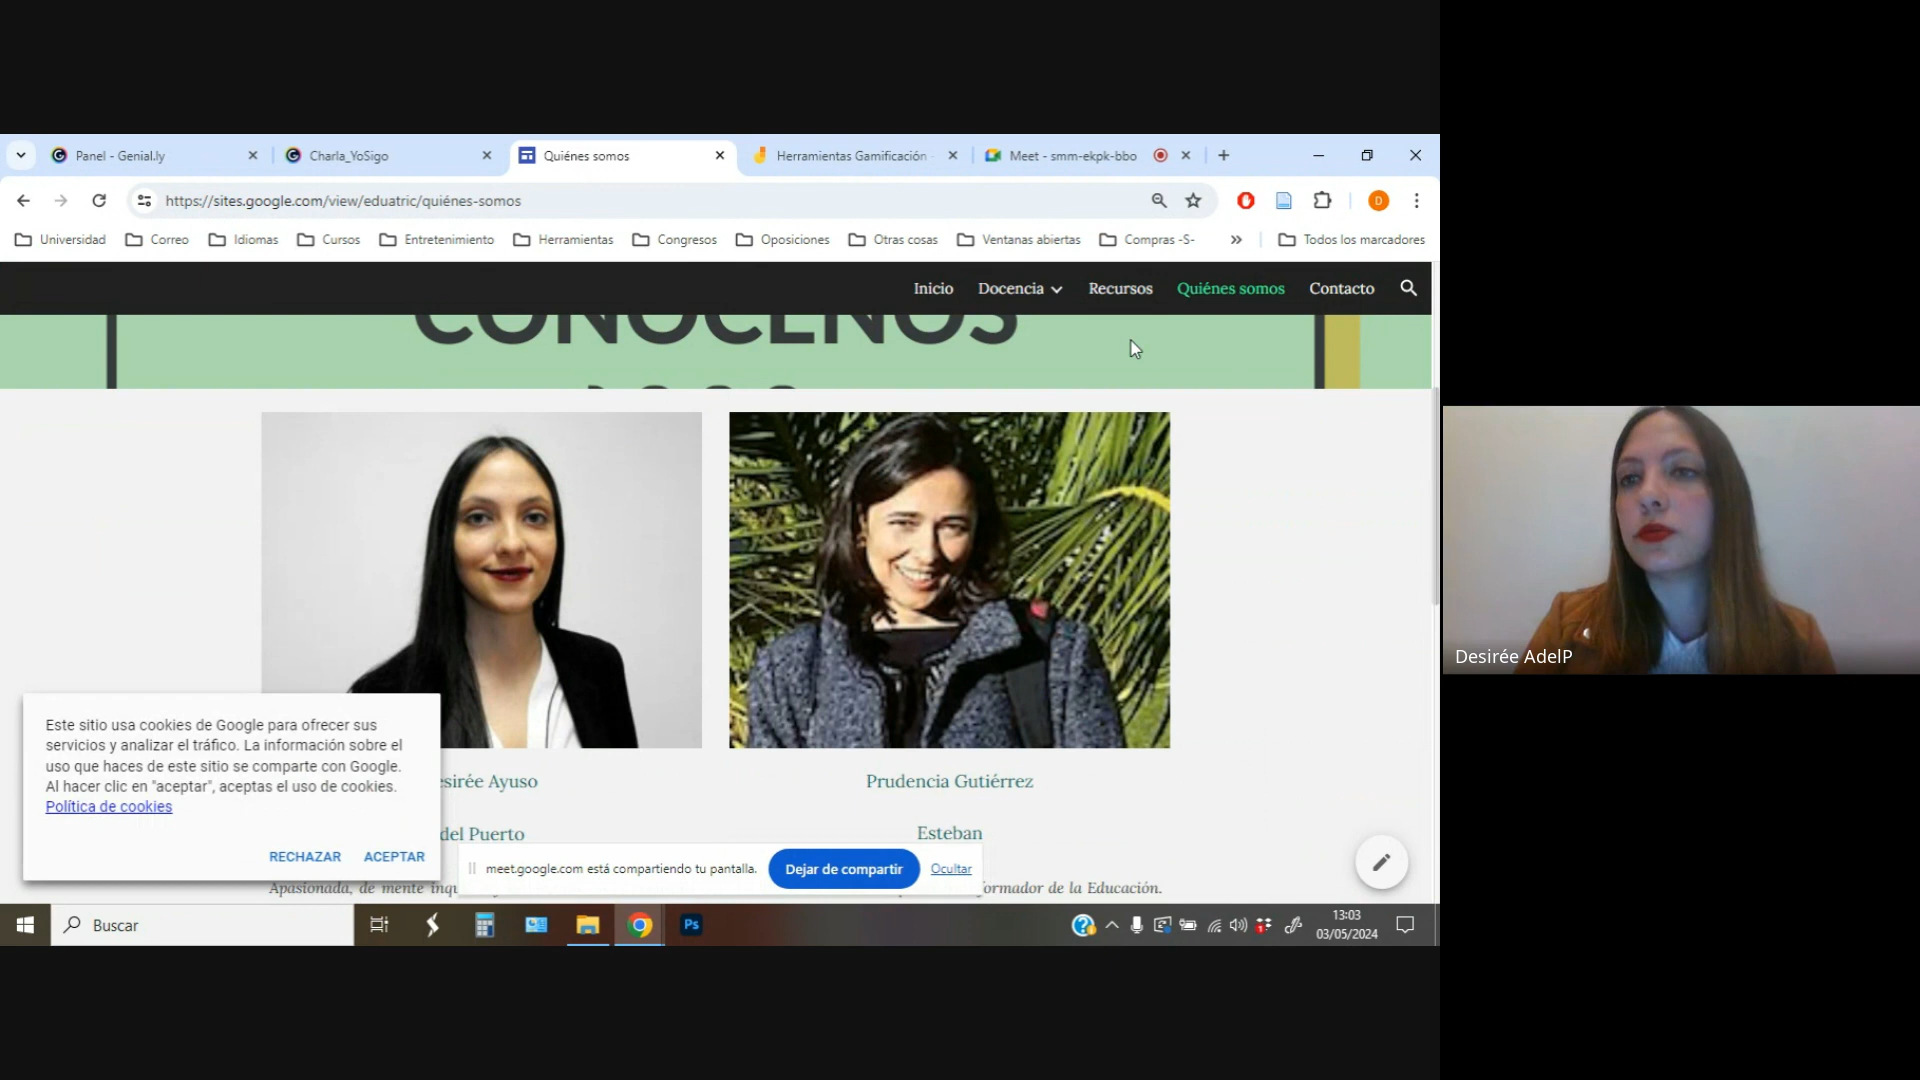 Panel - Genial.ly
Charla_YoSigo
Quiénes somos
Herramientas Gamificación
Meet - smm-ekpk-bbo
https://sites.google.com/view/eduatric/quiénes-somos
D
Universidad
Correo
Idiomas
Cursos
Entretenimiento
Herramientas
Congresos
Oposiciones
Otras cosas
Ventanas abiertas
Compras -S-
Todos los marcadores
Inicio
Docencia
Recursos
Quiénes somos
Contacto
CONÓCENOS
Este sitio usa cookies de Google para ofrecer sus
servicios y analizar el tráfico. La información sobre el
uso que haces de este sitio se comparte con Google.
Al hacer clic en "aceptar", aceptas el uso de cookies.
Política de cookies
RECHAZAR
ACEPTAR
esirée Ayuso
del Puerto
Prudencia Gutiérrez
Esteban
Apasionada, de mente inqu
formador de la Educación.
meet.google.com está compartiendo tu pantalla.
Dejar de compartir
Ocultar
Buscar
Ps
13:03
03/05/2024
Desirée AdelP